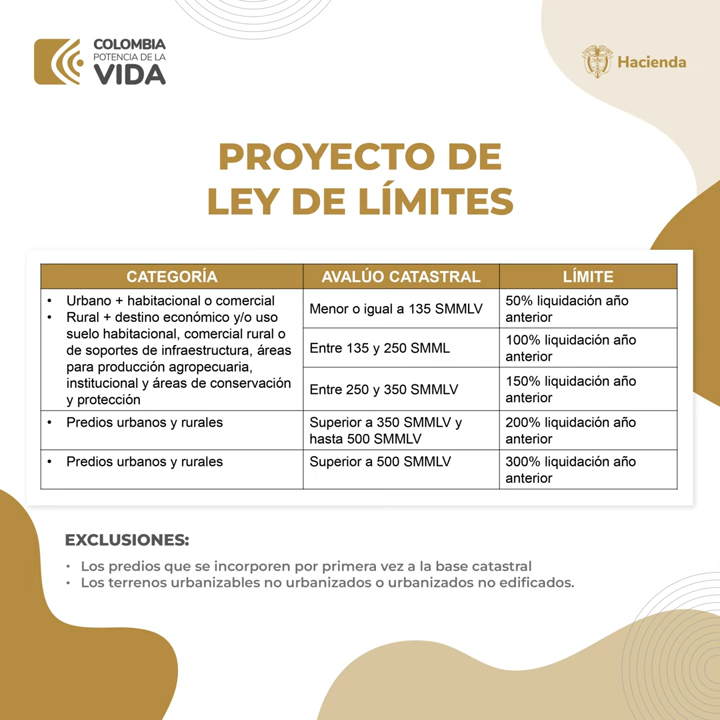 COLOMBIA
POTENCIA DE LA
VIDA
Hacienda
PROYECTO DE
LEY DE LÍMITES
CATEGORÍA
AVALÚO CATASTRAL
LÍMITE
• Urbano + habitacional o comercial
• Rural + destino económico y/o uso
suelo habitacional, comercial rural o
de soportes de infraestructura, áreas
para producción agropecuaria,
institucional y áreas de conservación
y protección
Menor o igual a 135 SMMLV
50% liquidación año
anterior
Entre 135 y 250 SMML
100% liquidación año
anterior
Entre 250 y 350 SMMLV
150% liquidación año
anterior
• Predios urbanos y rurales
Superior a 350 SMMLV y
hasta 500 SMMLV
200% liquidación año
anterior
• Predios urbanos y rurales
Superior a 500 SMMLV
300% liquidación año
anterior
EXCLUSIONES:
• Los predios que se incorporen por primera vez a la base catastral
• Los terrenos urbanizables no urbanizados o urbanizados no edificados.